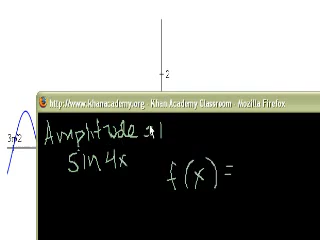 2
3π/2
http://www.khanacademy.org - Khan Academy Classroom - Mozilla Firefox
Amplitude = 1
sin 4x
f(x) =